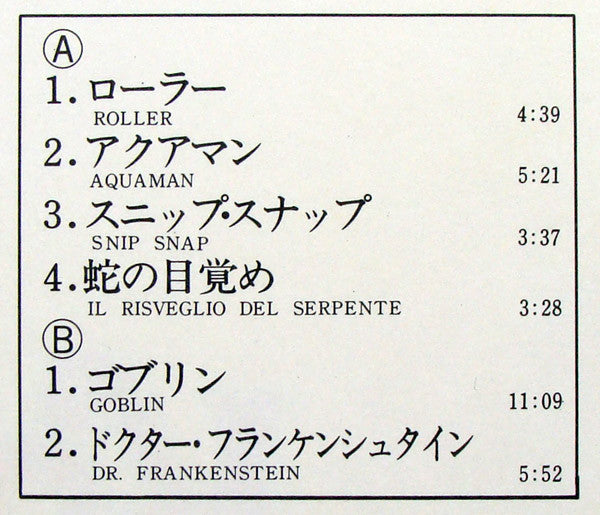 Ⓐ
1. ローラー
ROLLER 4:39
2. アクアマン
AQUAMAN 5:21
3. スニップ・スナップ
SNIP SNAP 3:37
4. 蛇の目覚め
IL RISVEGLIO DEL SERPENTE 3:28
Ⓑ
1. ゴブリン
GOBLIN 11:09
2. ドクター・フランケンシュタイン
DR. FRANKENSTEIN 5:52